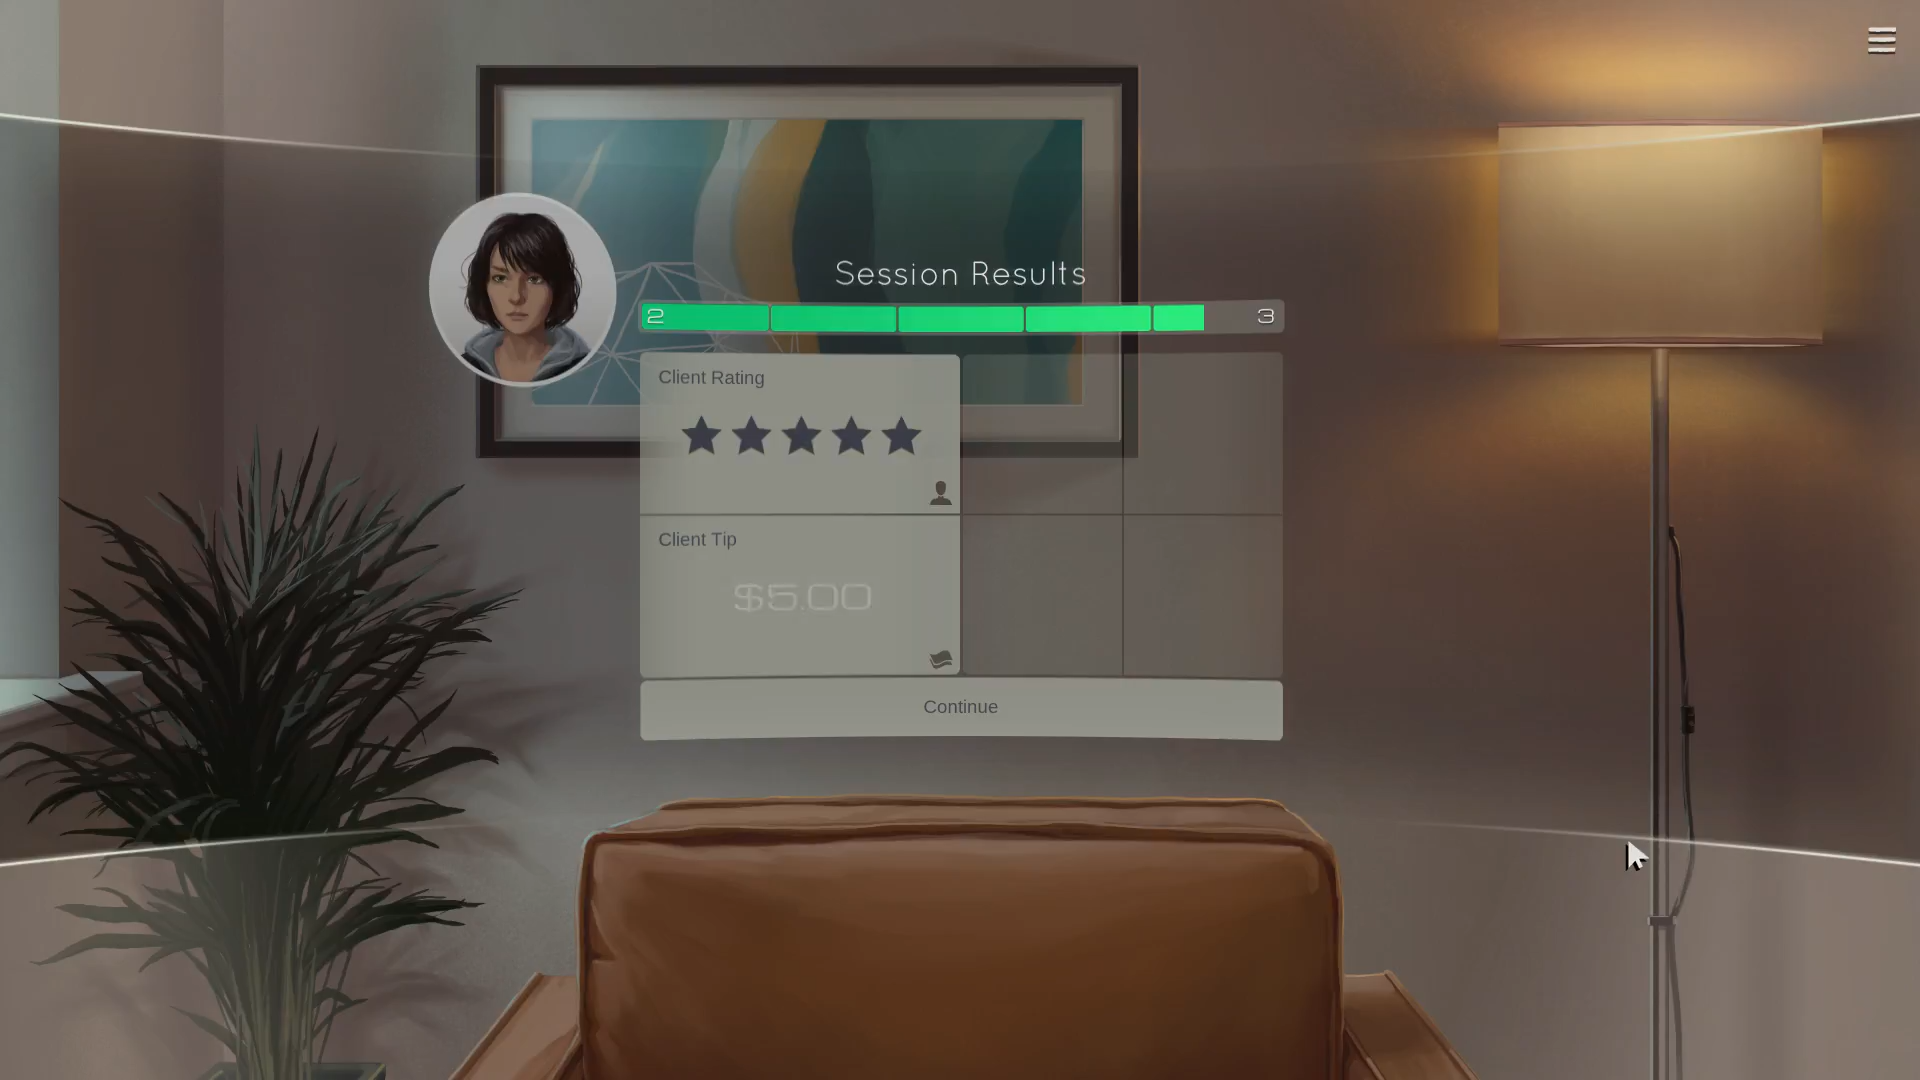 Session Results
2
3
Client Rating
Client Tip
$5.00
Continue